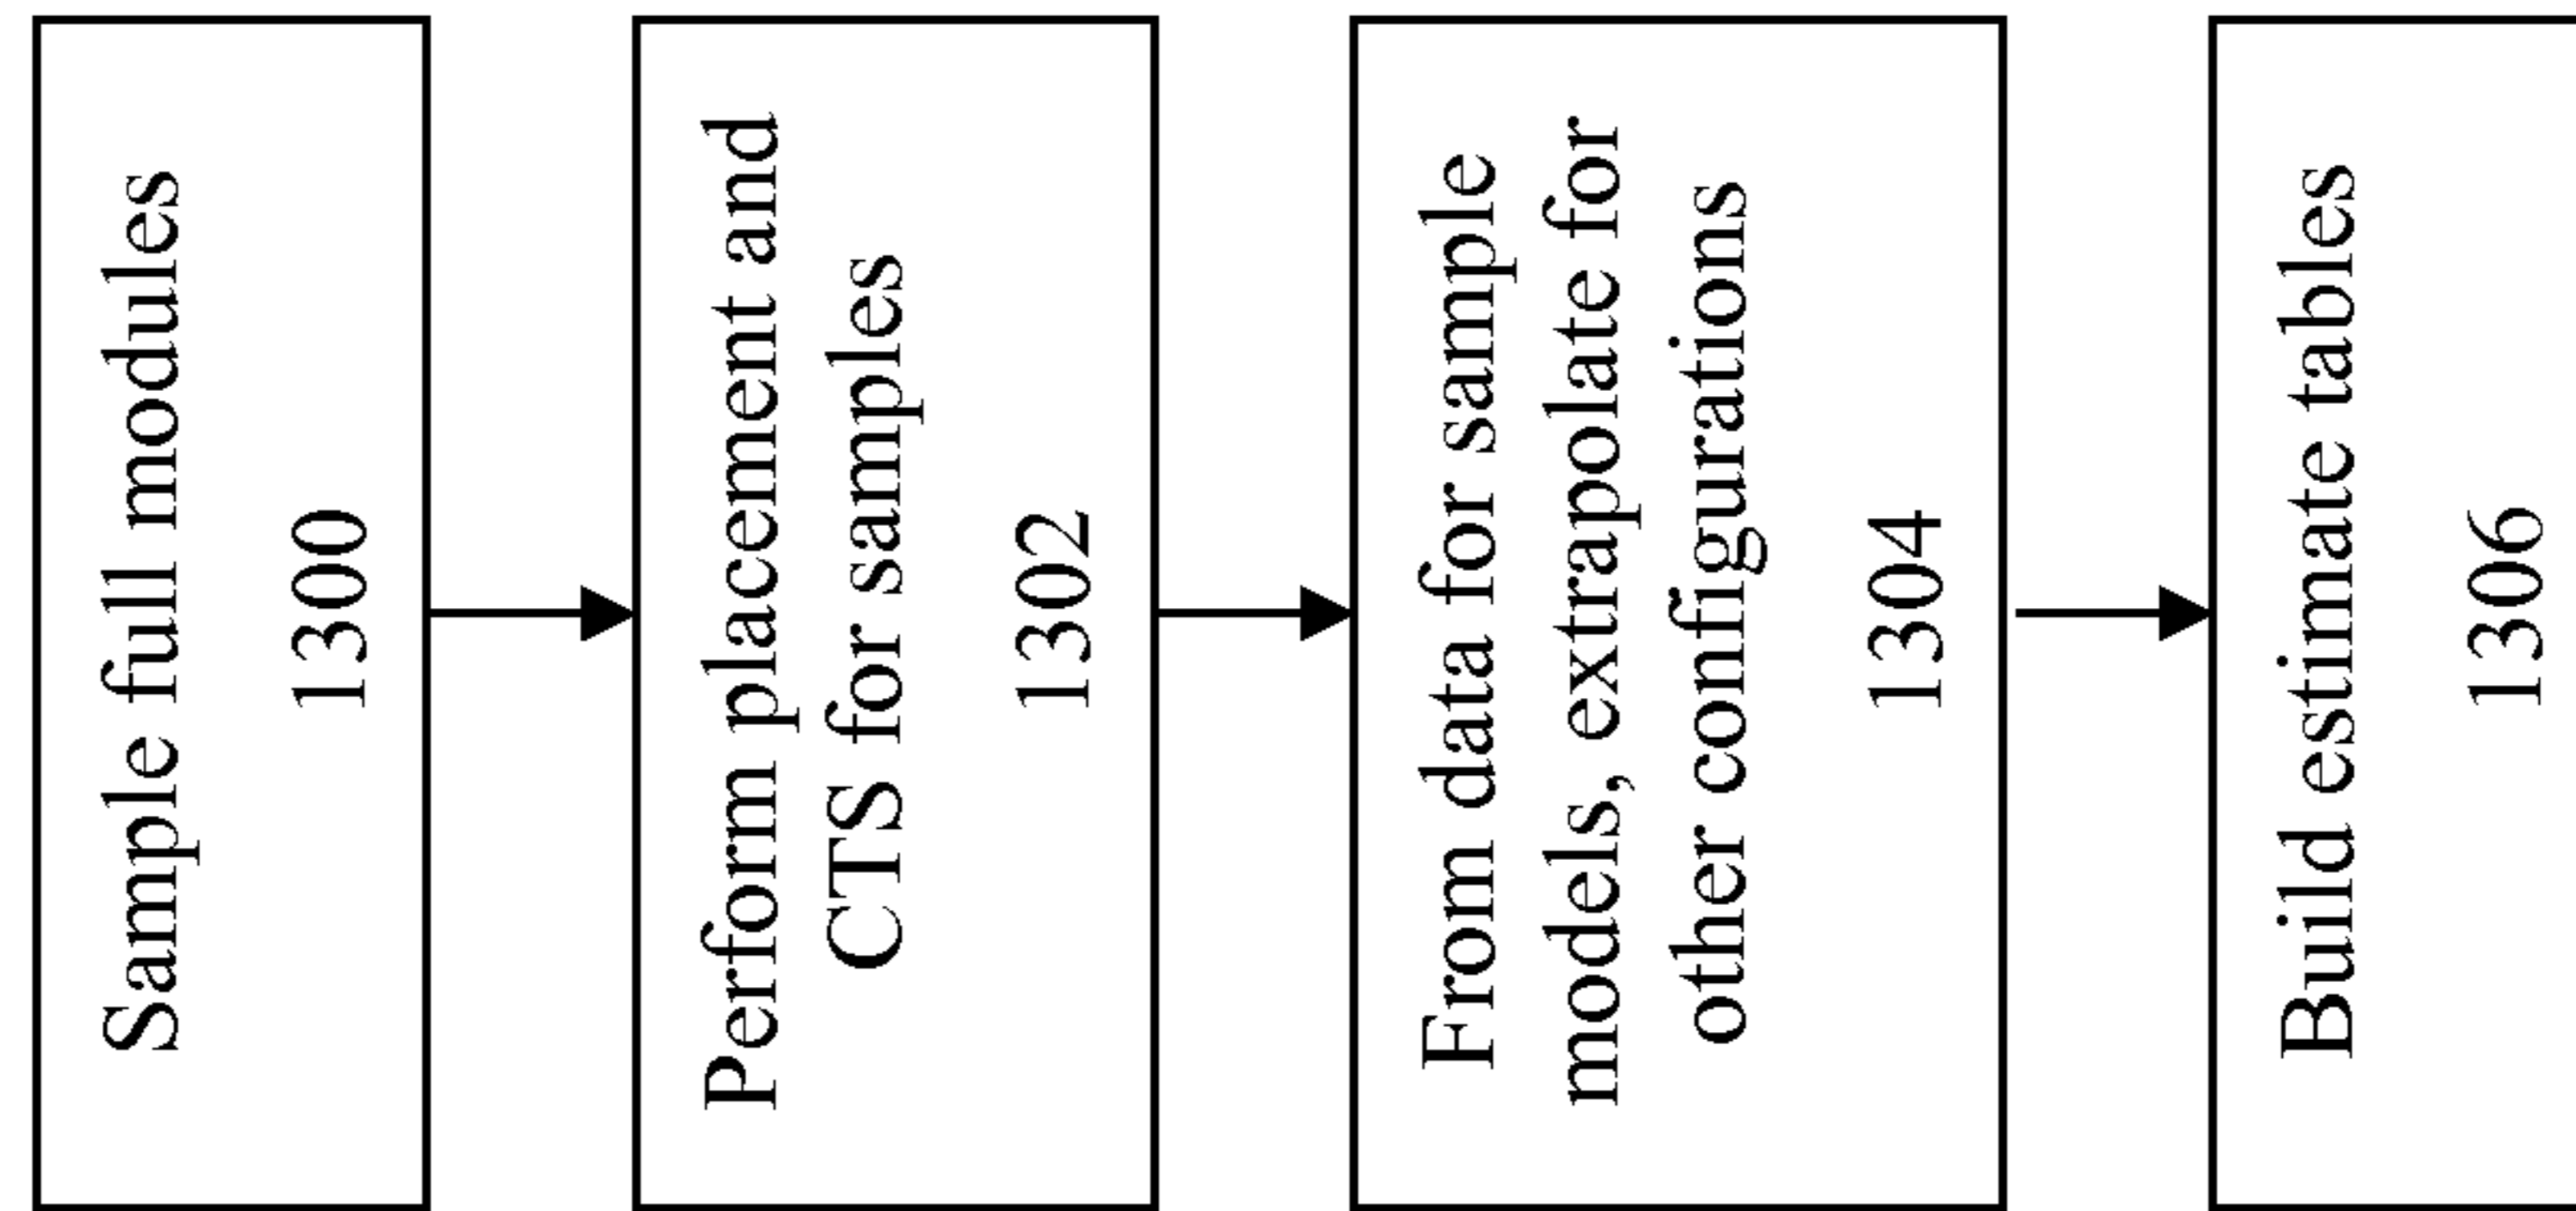 Sample full modules
1300
Perform placement and
CTS for samples
1302
From data for sample
models, extrapolate for
other configurations
1304
Build estimate tables
1306